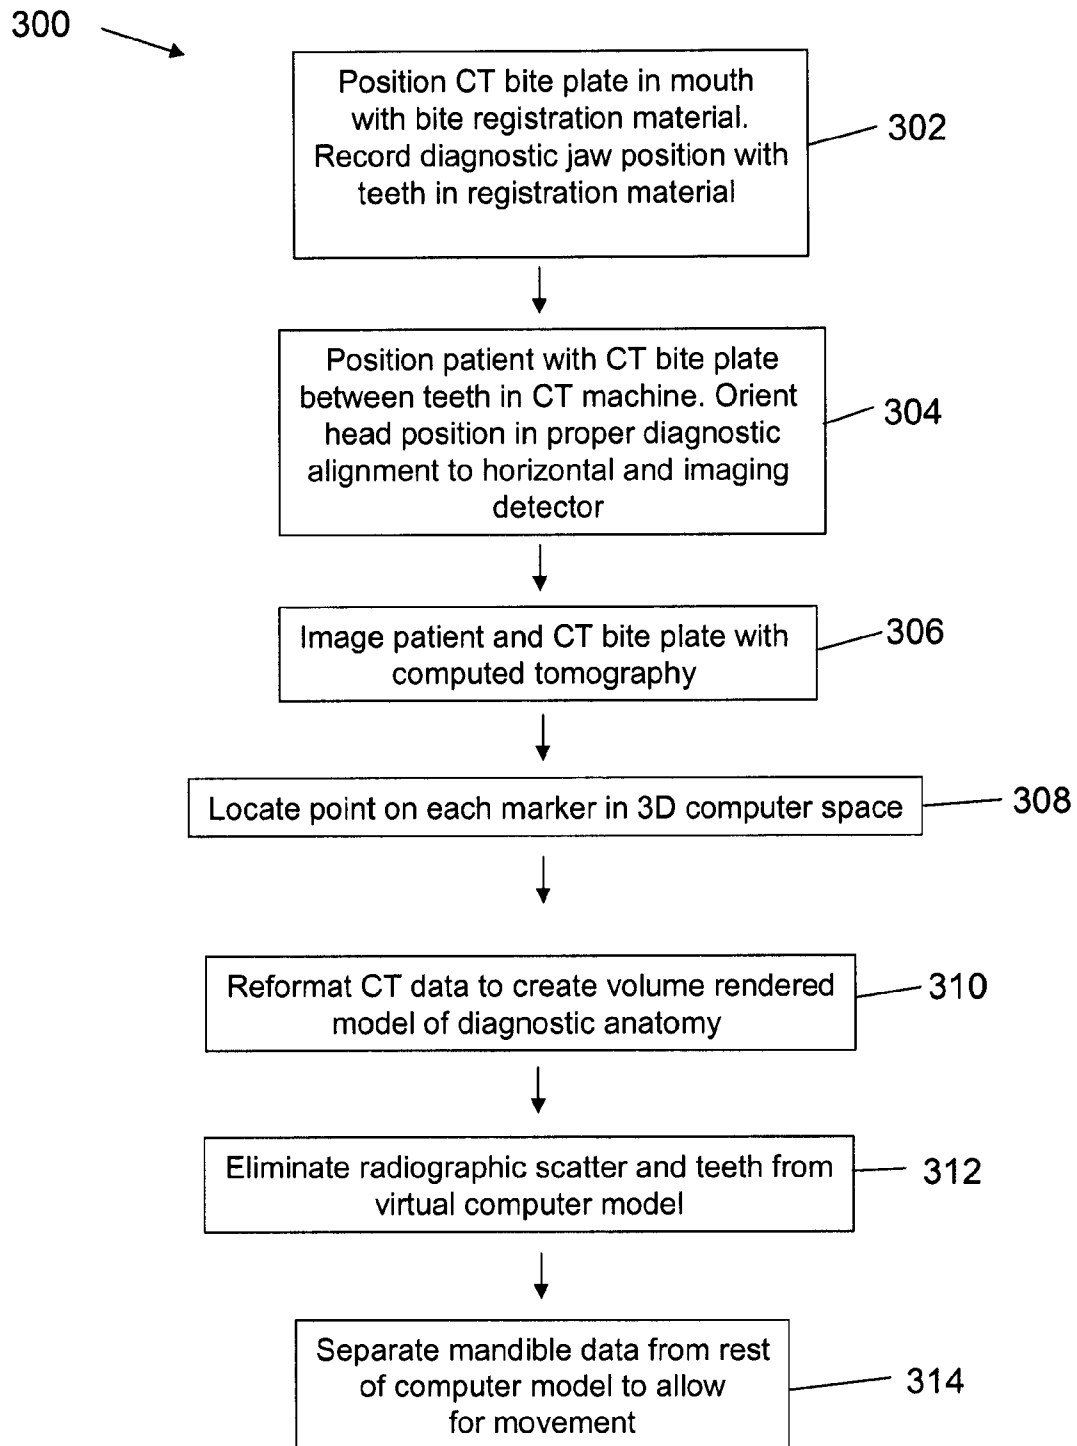 300
Position CT bite plate in mouth
with bite registration material.
Record diagnostic jaw position with
teeth in registration material
302
Position patient with CT bite plate
between teeth in CT machine. Orient
head position in proper diagnostic
alignment to horizontal and imaging
detector
304
Image patient and CT bite plate with
computed tomography
306
Locate point on each marker in 3D computer space
308
Reformat CT data to create volume rendered
model of diagnostic anatomy
310
Eliminate radiographic scatter and teeth from
virtual computer model
312
Separate mandible data from rest
of computer model to allow
for movement
314